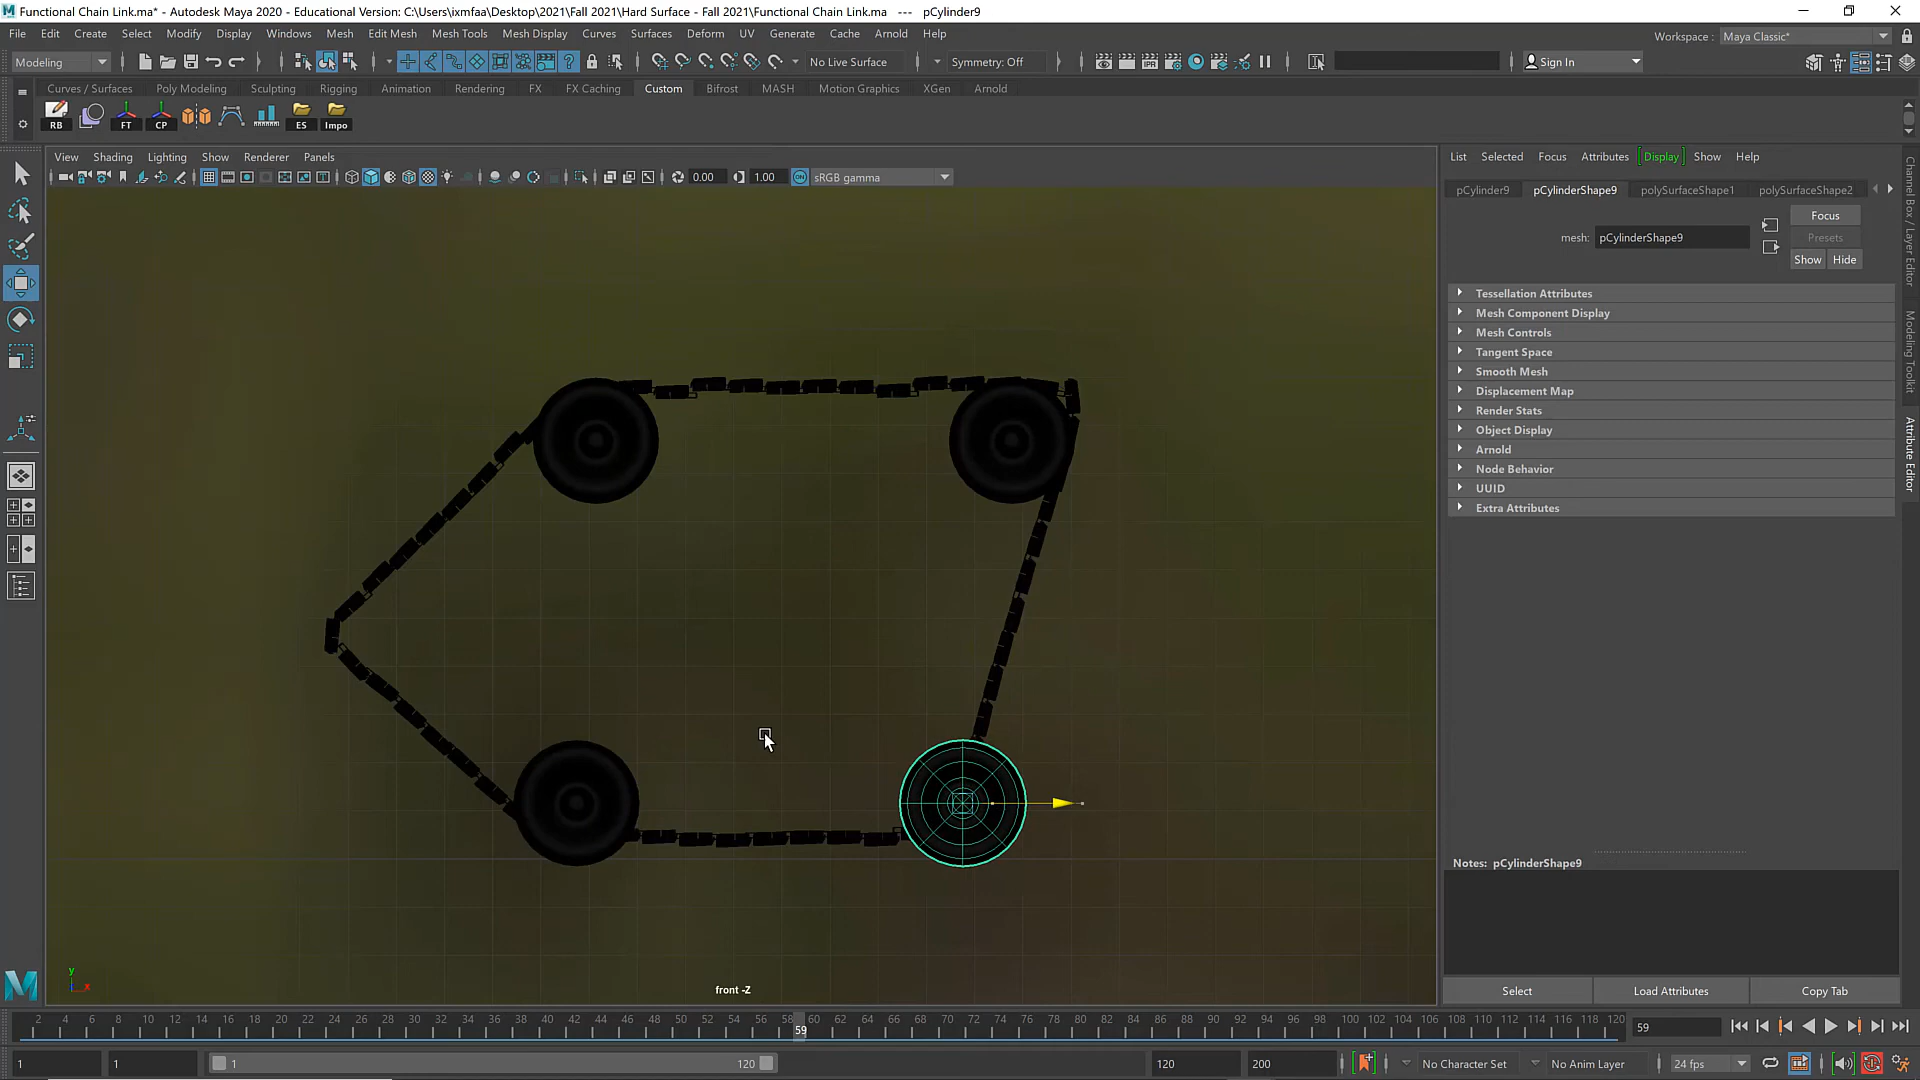 Functional Chain Link.ma* - Autodesk Maya 2020 - Educational Version: C:\Users\ixmfaa\Desktop\2021\Fall 2021\Hard Surface - Fall 2021\Functional Chain Link.ma --- pCylinder9
File Edit Create Select Modify Display Windows Mesh Edit Mesh Mesh Tools Mesh Display Curves Surfaces Deform UV Generate Cache Arnold Help
Workspace : Maya Classic*
Modeling No Live Surface Symmetry: Off Sign In
Curves / Surfaces Poly Modeling Sculpting Rigging Animation Rendering FX FX Caching Custom Bifrost MASH Motion Graphics XGen Arnold
RB FT CP ES Impo
View Shading Lighting Show Renderer Panels
0.00 1.00 ON sRGB gamma
List Selected Focus Attributes Display Show Help
pCylinder9 pCylinderShape9 polySurfaceShape1 polySurfaceShape2
Focus
mesh: pCylinderShape9
Presets
Show Hide
Tessellation Attributes
Mesh Component Display
Mesh Controls
Tangent Space
Smooth Mesh
Displacement Map
Render Stats
Object Display
Arnold
Node Behavior
UUID
Extra Attributes
Notes: pCylinderShape9
Select Load Attributes Copy Tab
Channel Box / Layer Editor
Modeling Toolkit
Attribute Editor
y
x
front -Z
2 4 6 8 10 12 14 16 18 20 22 24 26 28 30 32 34 36 38 40 42 44 46 48 50 52 54 56 58 60 62 64 66 68 70 72 74 76 78 80 82 84 86 88 90 92 94 96 98 100 102 104 106 108 110 112 114 116 118 120
59
59
1 1 1 120 120 200 No Character Set No Anim Layer 24 fps